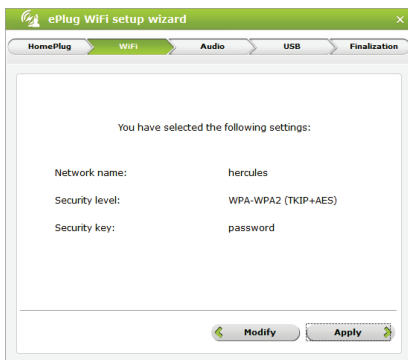 ePlug WiFi setup wizard ×
HomePlug WiFi Audio USB Finalization
You have selected the following settings:
Network name: hercules
Security level: WPA-WPA2 (TKIP+AES)
Security key: password
Modify Apply